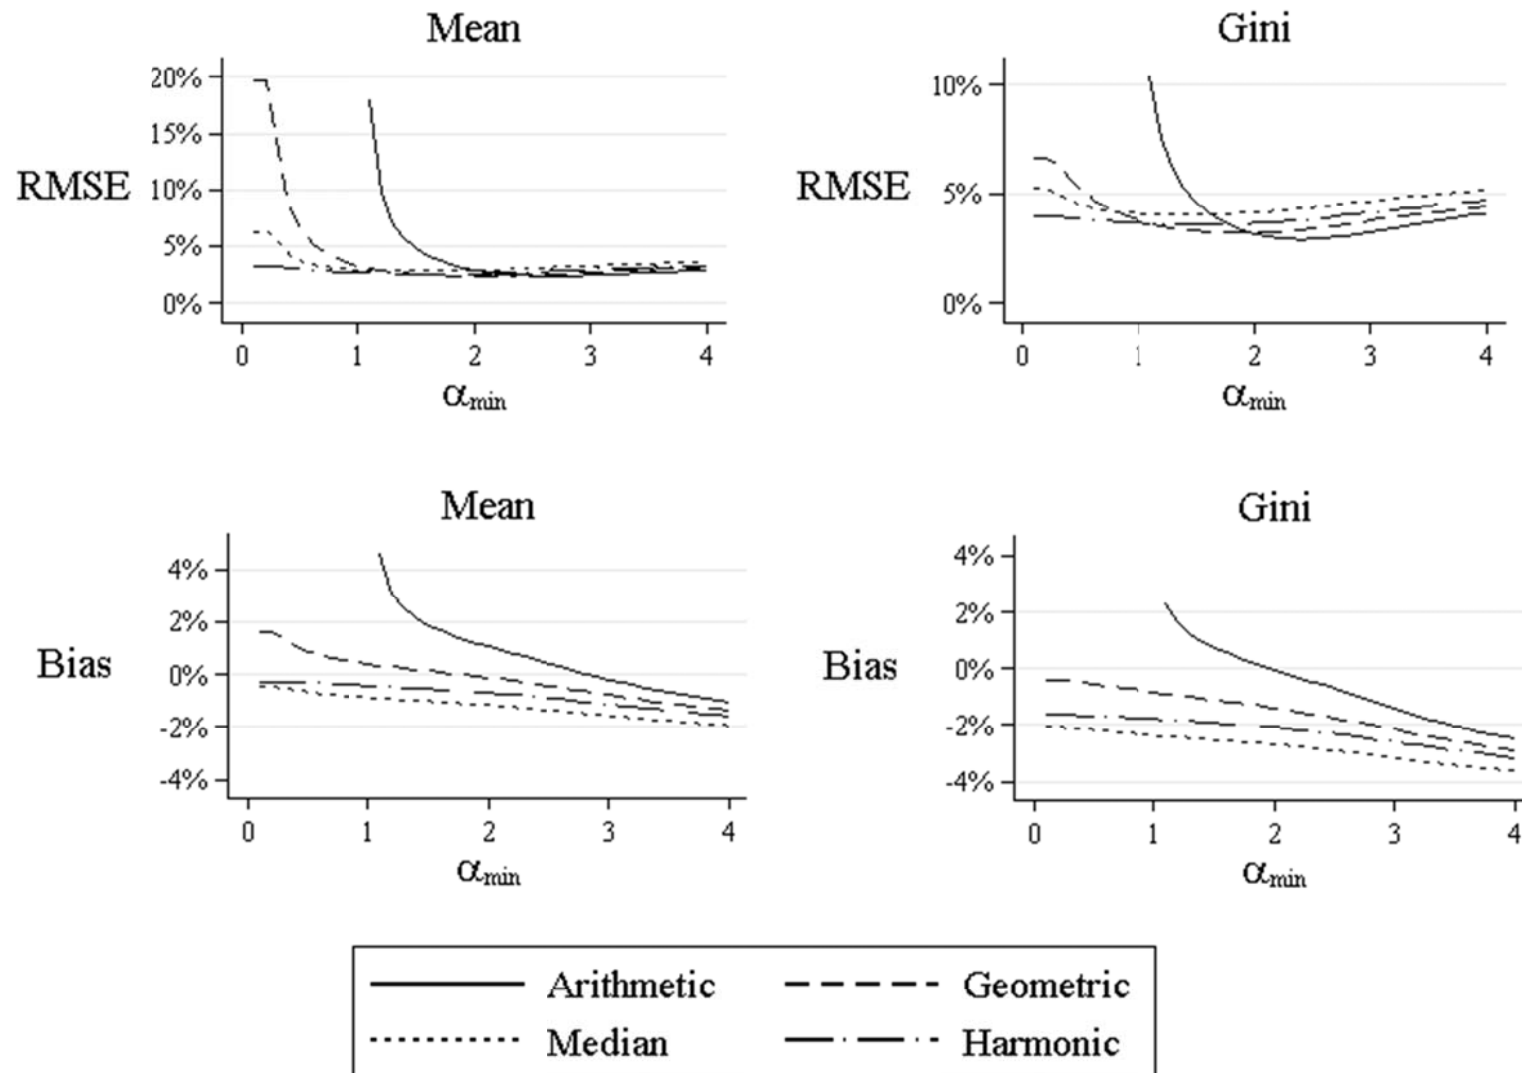 Mean
20%
15%
RMSE
10%
5%
0%
0 1 2 3 4
αmin
Gini
10%
RMSE
5%
0%
0 1 2 3 4
αmin
Mean
4%
2%
Bias
0%
-2%
-4%
0 1 2 3 4
αmin
Gini
4%
2%
Bias
0%
-2%
-4%
0 1 2 3 4
αmin
Arithmetic Geometric
Median Harmonic